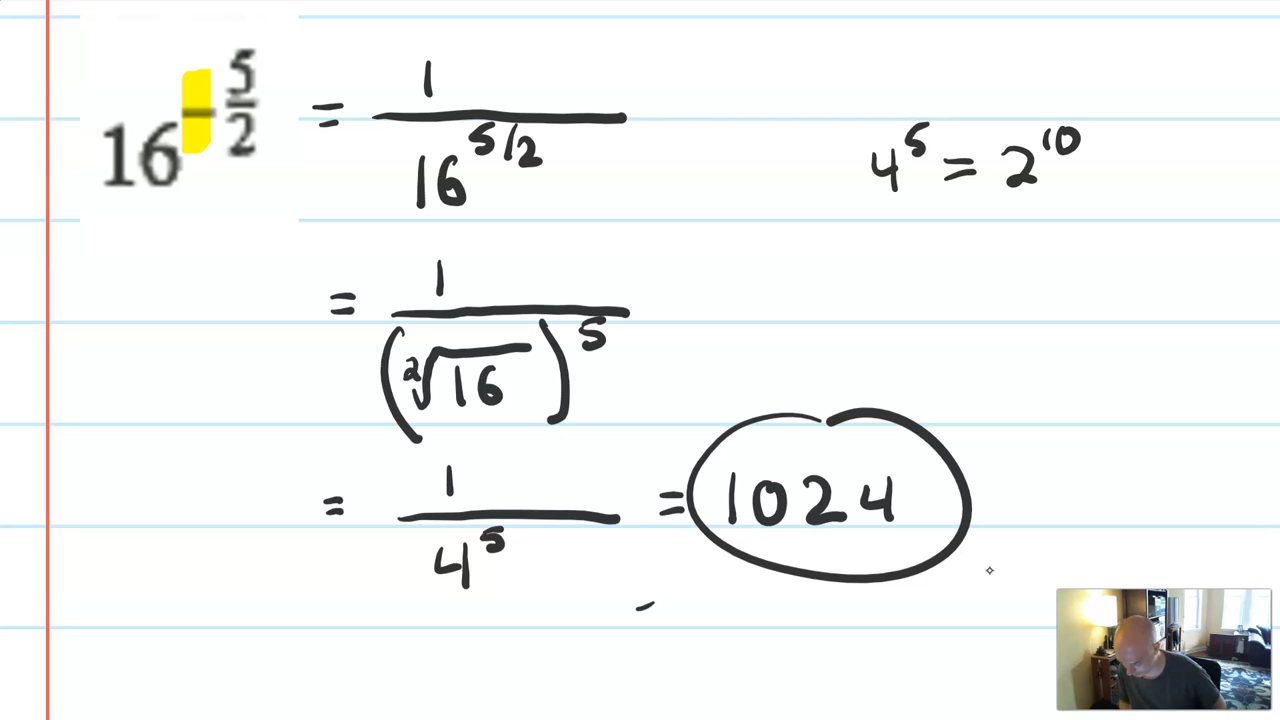 16^{-5/2} = 1 / 16^{5/2}
4^5 = 2^{10}
= 1 / (²√16)^5
= 1 / 4^5 = 1024